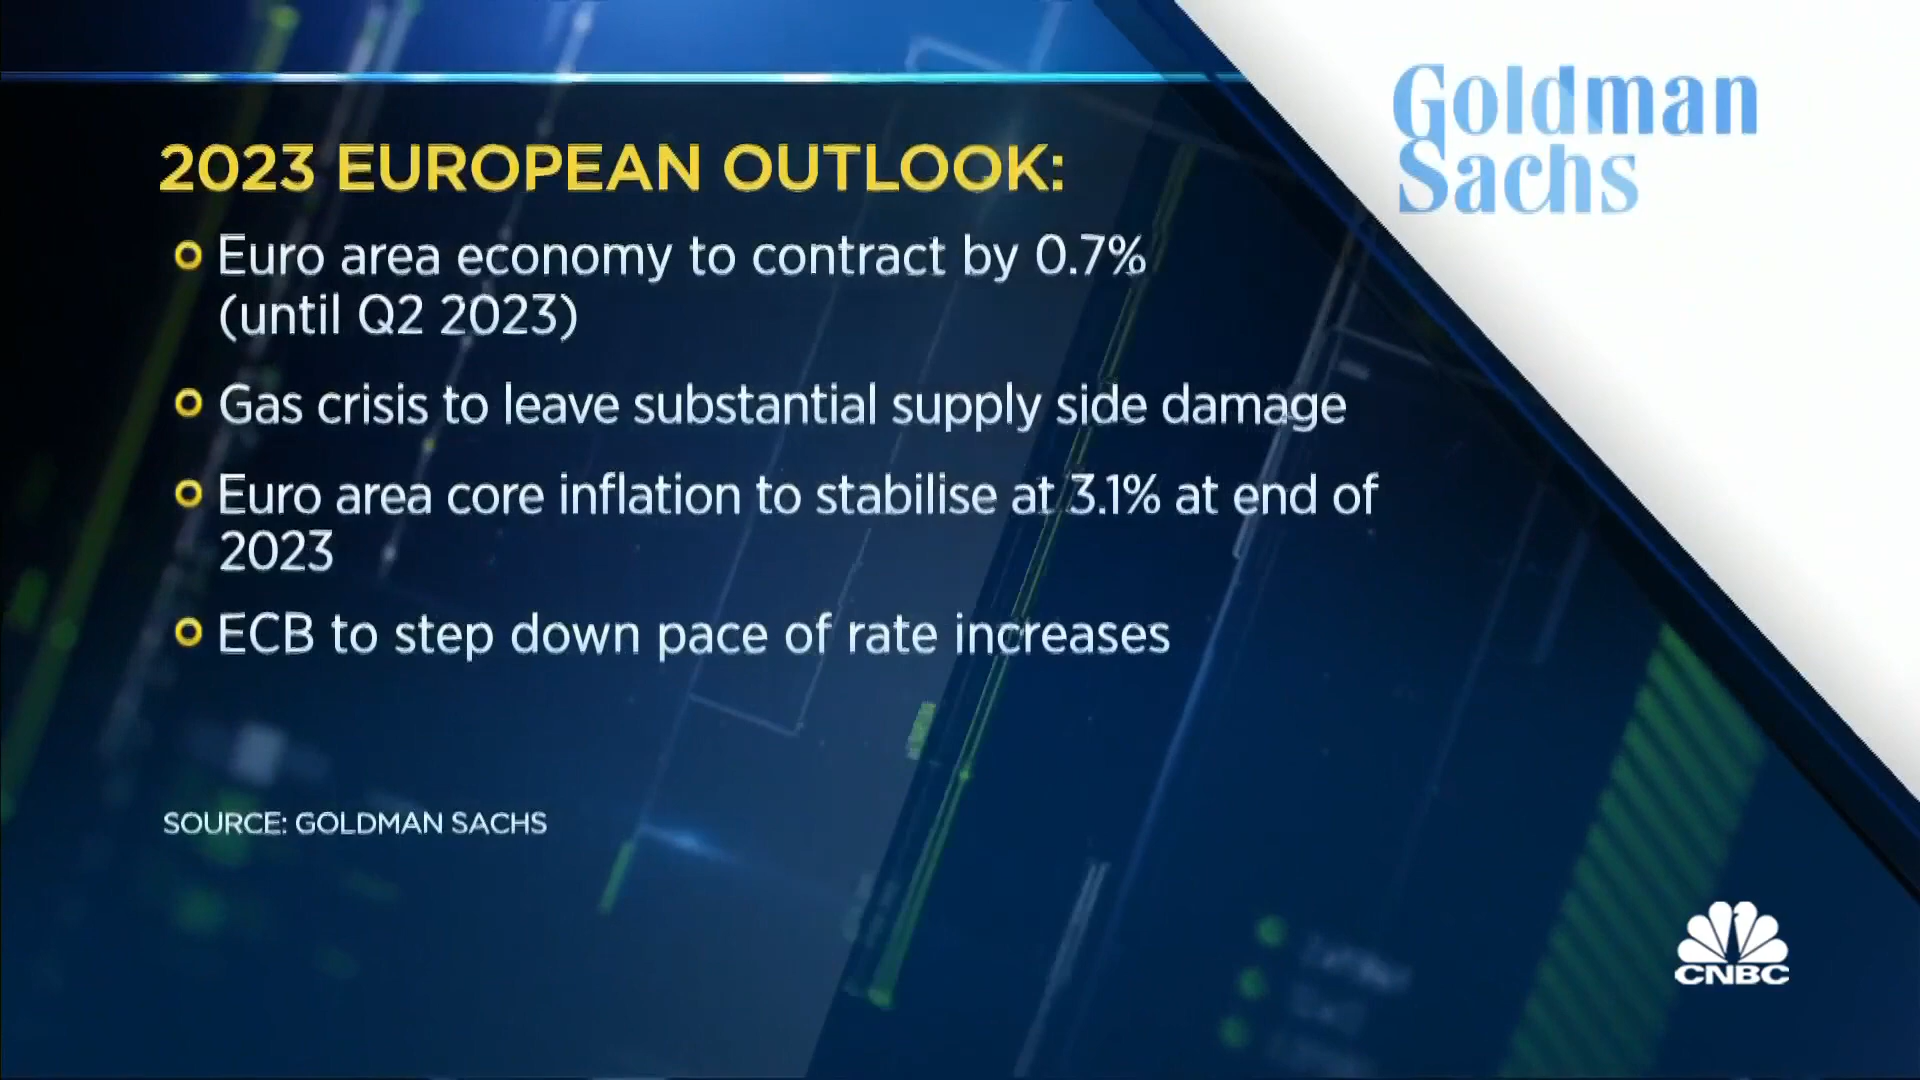 Goldman
Sachs
2023 EUROPEAN OUTLOOK:
Euro area economy to contract by 0.7%
(until Q2 2023)
Gas crisis to leave substantial supply side damage
Euro area core inflation to stabilise at 3.1% at end of
2023
ECB to step down pace of rate increases
SOURCE: GOLDMAN SACHS
CNBC